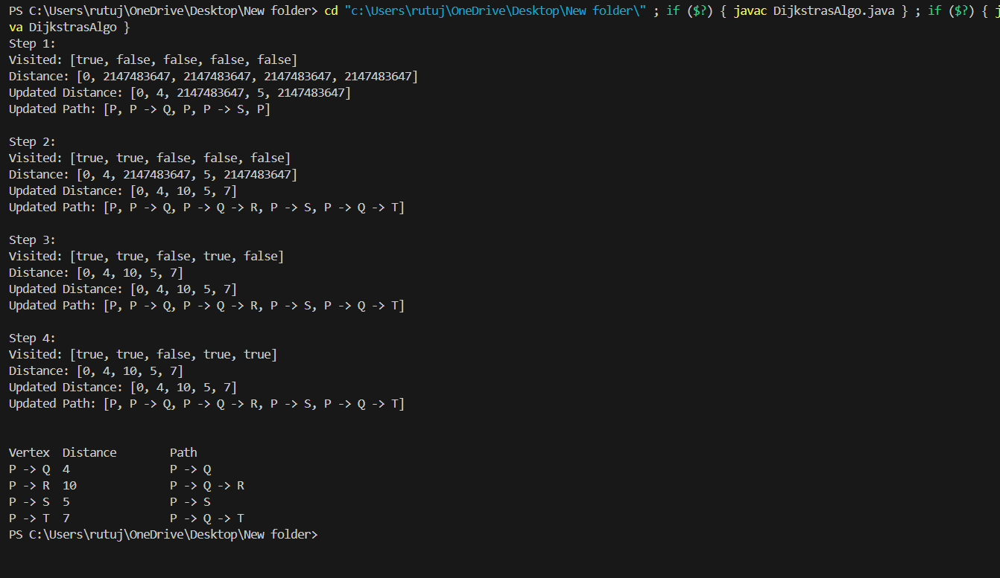 PS C:\Users\rutuj\OneDrive\Desktop\New folder> cd "c:\Users\rutuj\OneDrive\Desktop\New folder\" ; if ($?) { javac DijkstrasAlgo.java } ; if ($?) { j
va DijkstrasAlgo }
Step 1:
Visited: [true, false, false, false, false]
Distance: [0, 2147483647, 2147483647, 2147483647, 2147483647]
Updated Distance: [0, 4, 2147483647, 5, 2147483647]
Updated Path: [P, P -> Q, P, P -> S, P]

Step 2:
Visited: [true, true, false, false, false]
Distance: [0, 4, 2147483647, 5, 2147483647]
Updated Distance: [0, 4, 10, 5, 7]
Updated Path: [P, P -> Q, P -> Q -> R, P -> S, P -> Q -> T]

Step 3:
Visited: [true, true, false, true, false]
Distance: [0, 4, 10, 5, 7]
Updated Distance: [0, 4, 10, 5, 7]
Updated Path: [P, P -> Q, P -> Q -> R, P -> S, P -> Q -> T]

Step 4:
Visited: [true, true, false, true, true]
Distance: [0, 4, 10, 5, 7]
Updated Distance: [0, 4, 10, 5, 7]
Updated Path: [P, P -> Q, P -> Q -> R, P -> S, P -> Q -> T]

Vertex  Distance        Path
P -> Q  4               P -> Q
P -> R  10              P -> Q -> R
P -> S  5               P -> S
P -> T  7               P -> Q -> T
PS C:\Users\rutuj\OneDrive\Desktop\New folder>